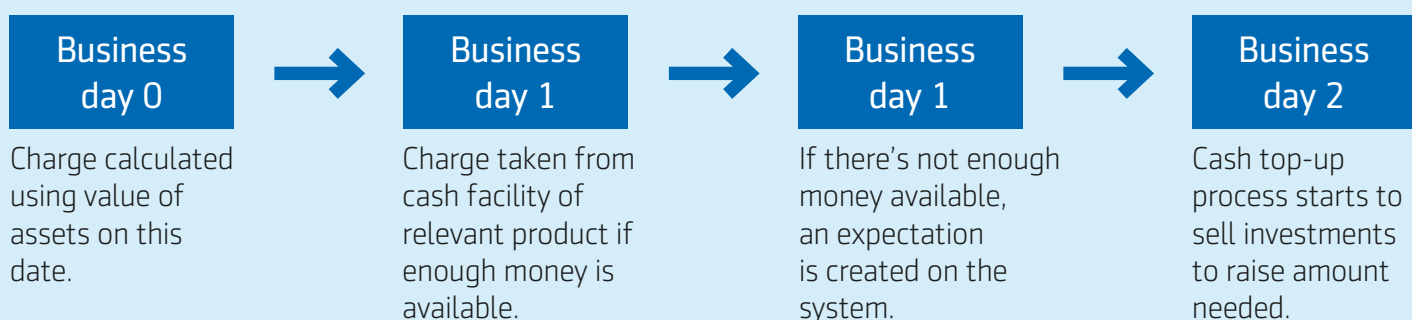 Business
day 0
Charge calculated
using value of
assets on this
date.
Business
day 1
Charge taken from
cash facility of
relevant product if
enough money is
available.
Business
day 1
If there's not enough
money available,
an expectation
is created on the
system.
Business
day 2
Cash top-up
process starts to
sell investments
to raise amount
needed.